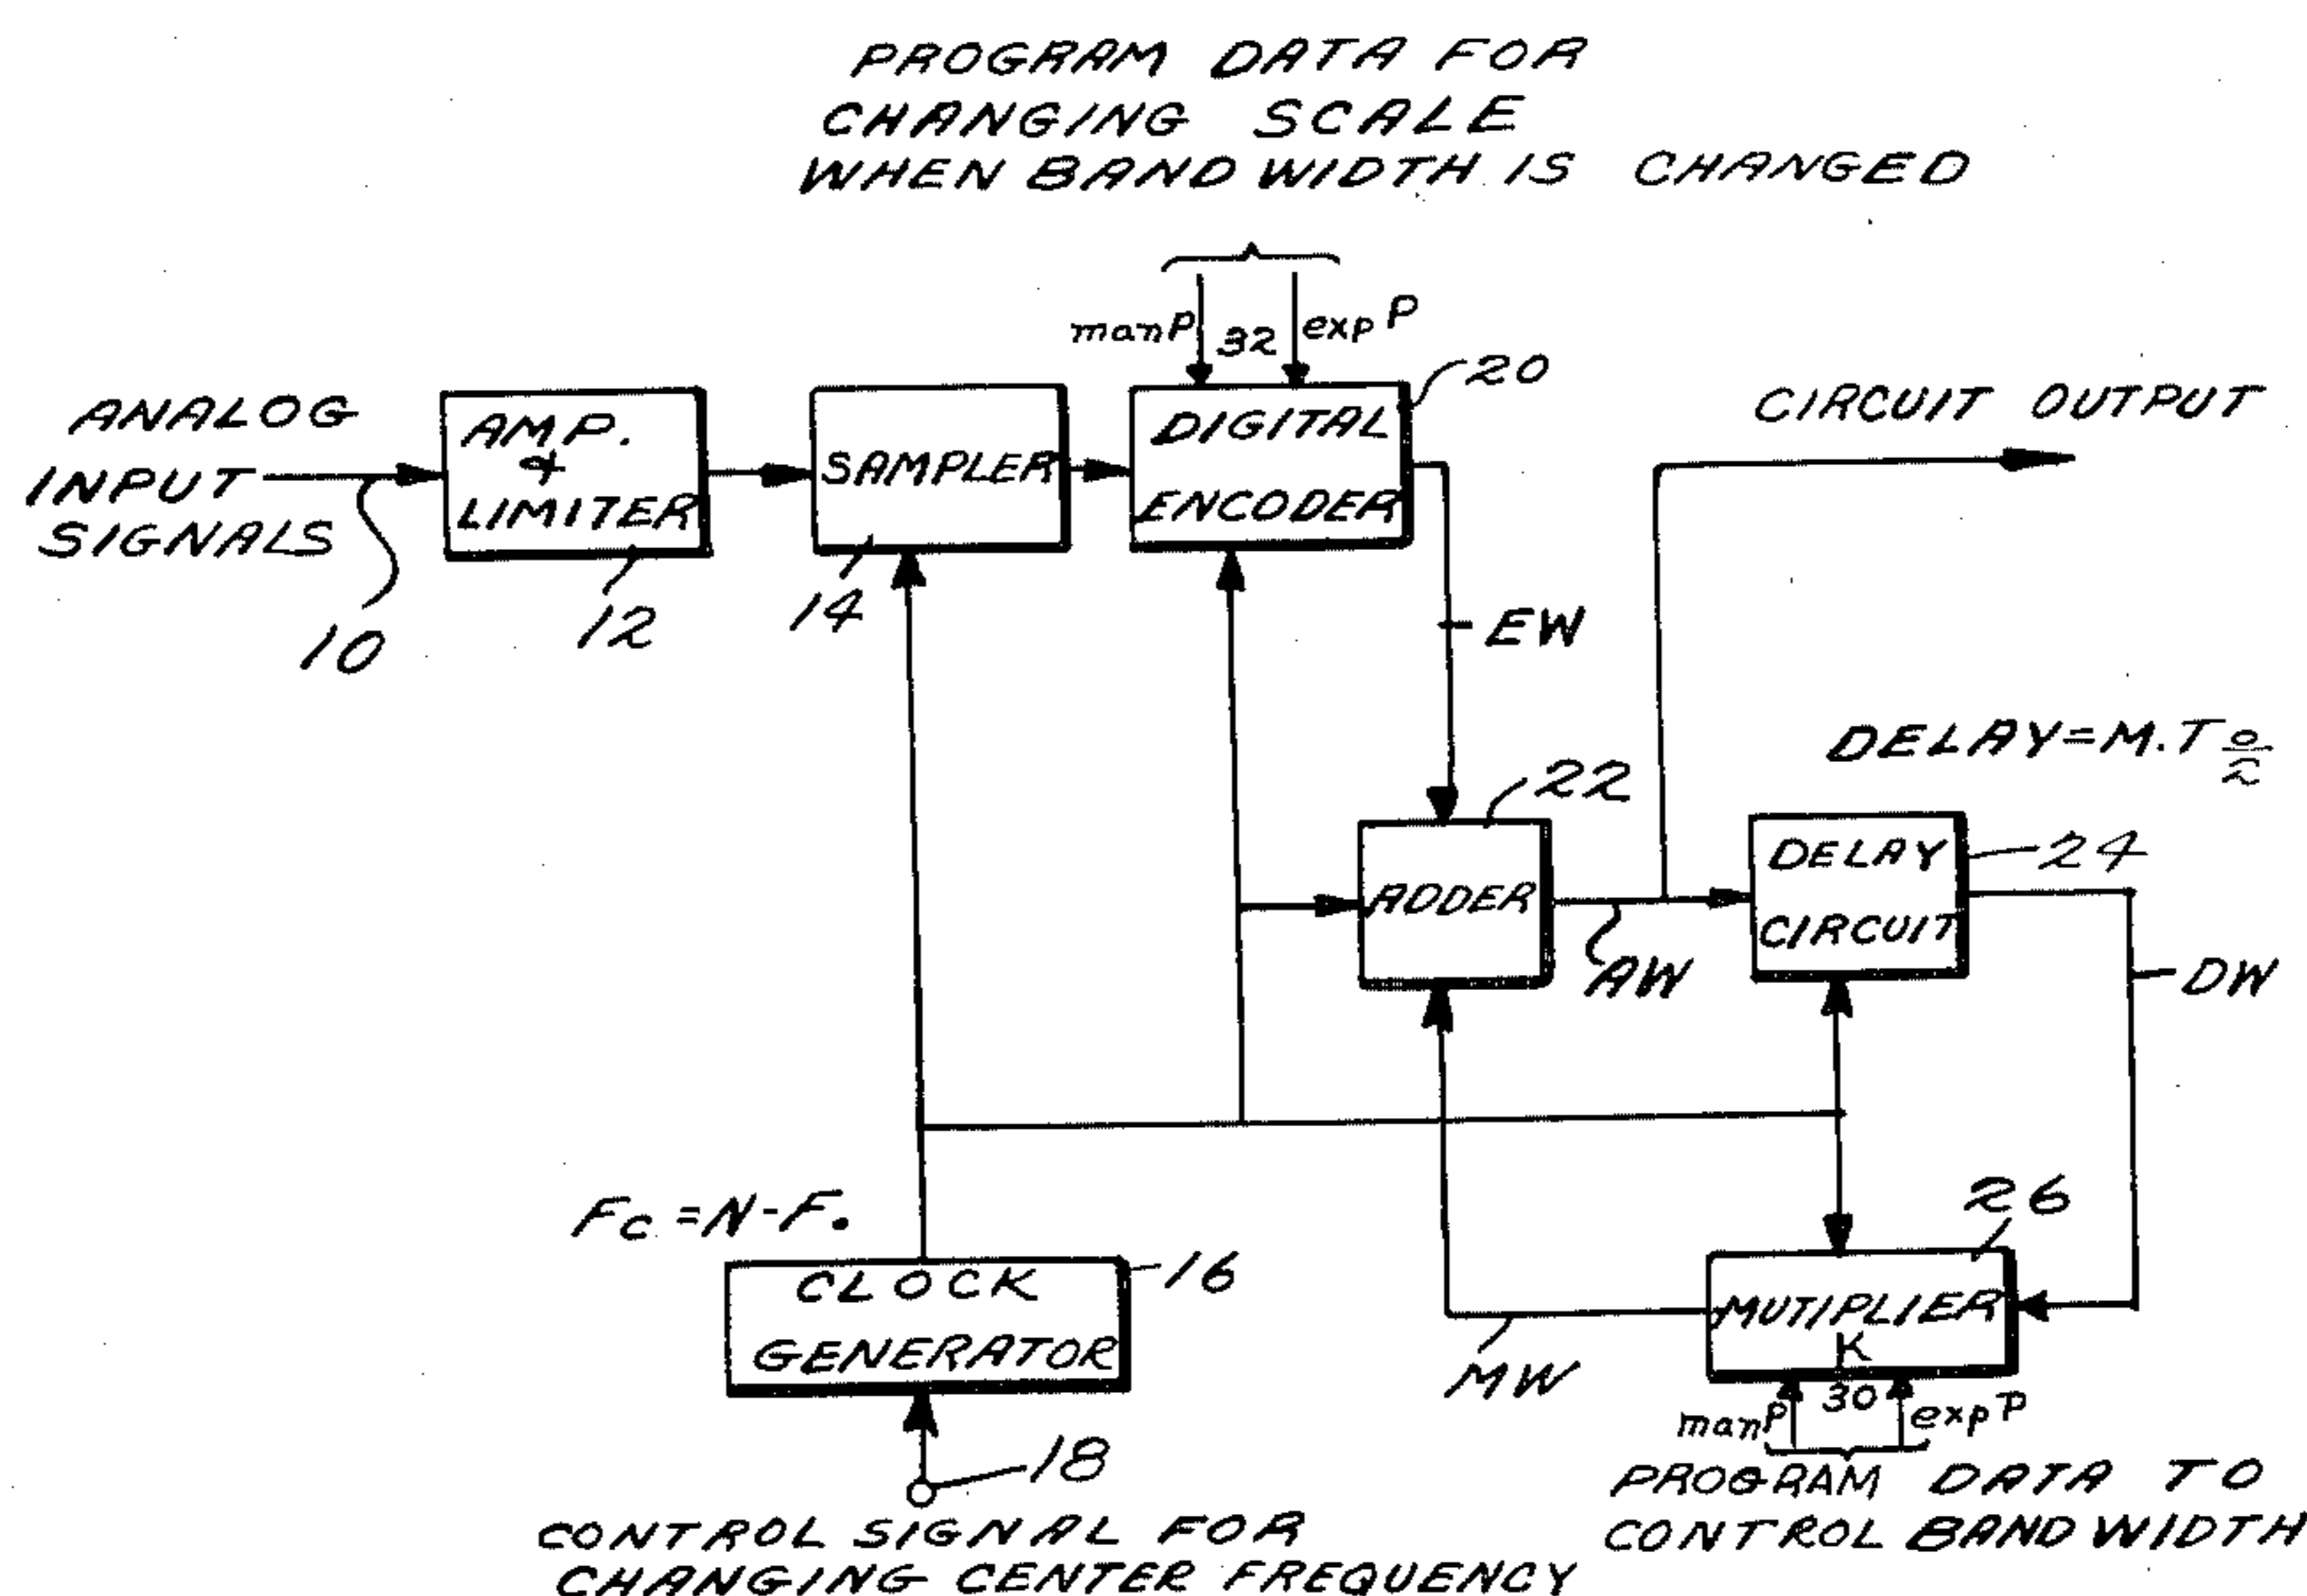 PROGRAM DATA FOR
CHANGING SCALE
WHEN BAND WIDTH IS CHANGED
manP 32 expP
ANALOG
INPUT
SIGNALS
10
AMP.
&
LIMITER
12
SAMPLER
14
DIGITAL
ENCODER
20
CIRCUIT OUTPUT
EW
DELAY=M.T o/2
22
ADDER
AW
DELAY
CIRCUIT
24
DW
Fc=N-F.
CLOCK
GENERATOR
16
18
CONTROL SIGNAL FOR
CHANGING CENTER FREQUENCY
MW
26
MUTIPLIER
K
manP 30 expP
PROGRAM DATA TO
CONTROL BAND WIDTH